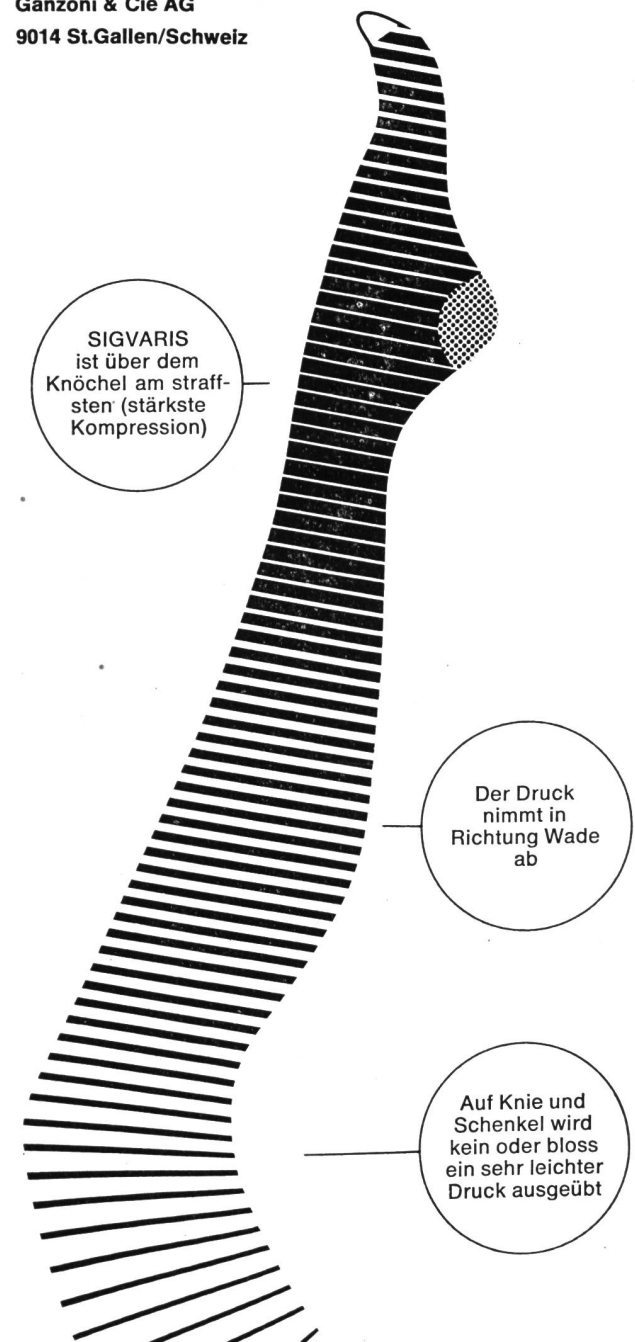 Ganzoni & Cie AG
9014 St.Gallen/Schweiz
SIGVARIS
ist über dem
Knöchel am straff-
sten (stärkste
Kompression)
Der Druck
nimmt in
Richtung Wade
ab
Auf Knie und
Schenkel wird
kein oder bloss
ein sehr leichter
Druck ausgeübt